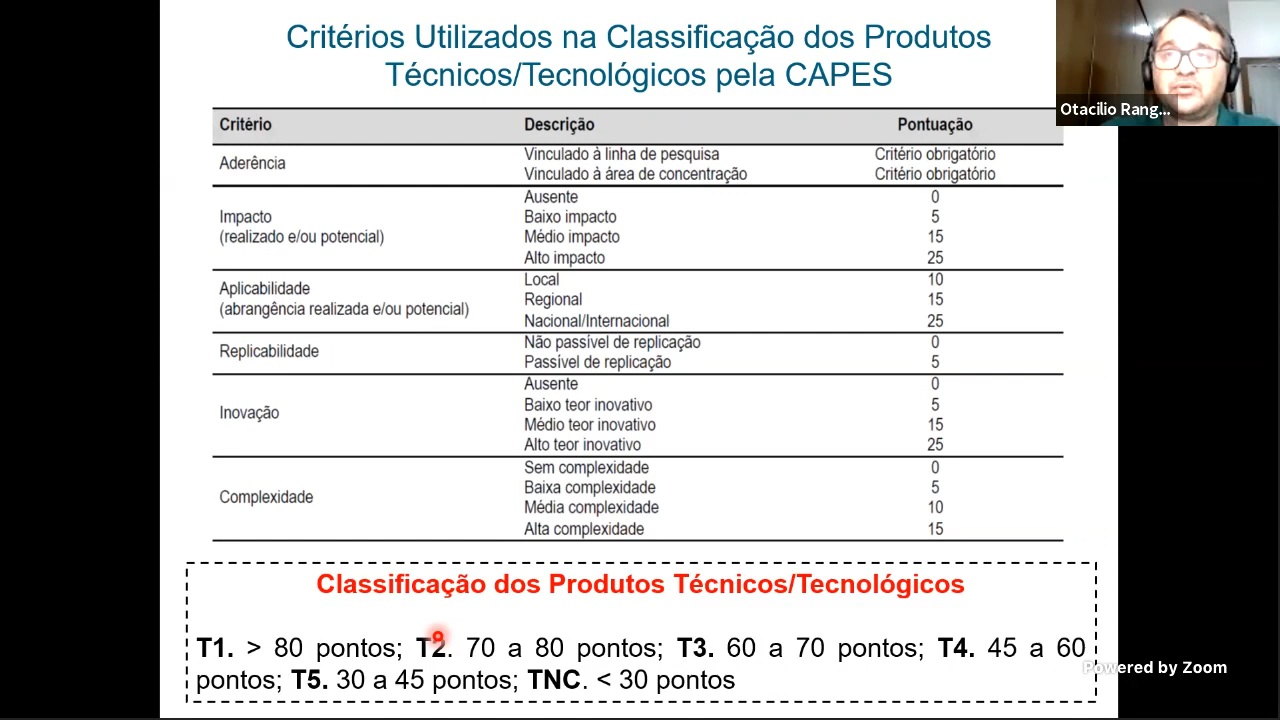 Critérios Utilizados na Classificação dos Produtos
Técnicos/Tecnológicos pela CAPES
Otacilio Rang...
Critério Descrição Pontuação
Aderência
Vinculado à linha de pesquisa Critério obrigatório
Vinculado à área de concentração Critério obrigatório
Impacto
(realizado e/ou potencial)
Ausente 0
Baixo impacto 5
Médio impacto 15
Alto impacto 25
Aplicabilidade
(abrangência realizada e/ou potencial)
Local 10
Regional 15
Nacional/Internacional 25
Replicabilidade
Não passível de replicação 0
Passível de replicação 5
Inovação
Ausente 0
Baixo teor inovativo 5
Médio teor inovativo 15
Alto teor inovativo 25
Complexidade
Sem complexidade 0
Baixa complexidade 5
Média complexidade 10
Alta complexidade 15
Classificação dos Produtos Técnicos/Tecnológicos
T1. > 80 pontos; T2. 70 a 80 pontos; T3. 60 a 70 pontos; T4. 45 a 60
pontos; T5. 30 a 45 pontos; TNC. < 30 pontos
Powered by Zoom